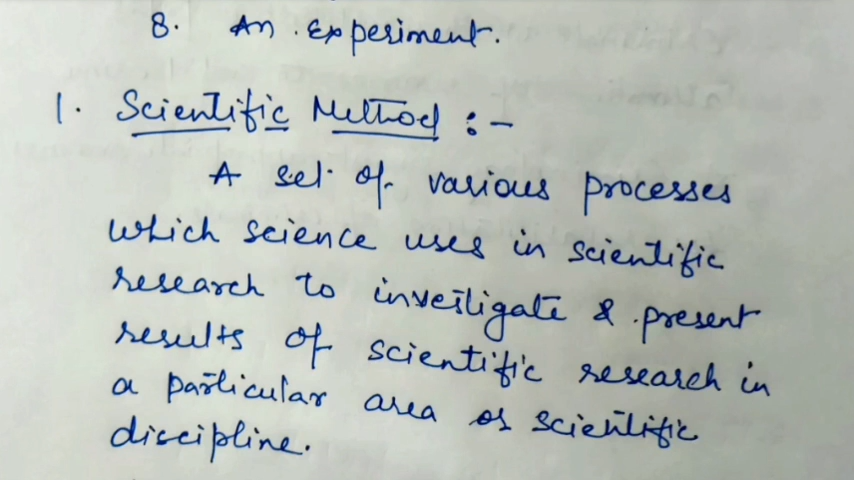 8. An experiment.
1. Scientific Method :-
A set of various processes
which science uses in scientific
research to investigate & present
results of scientific research in
a particular area or scientific
discipline.